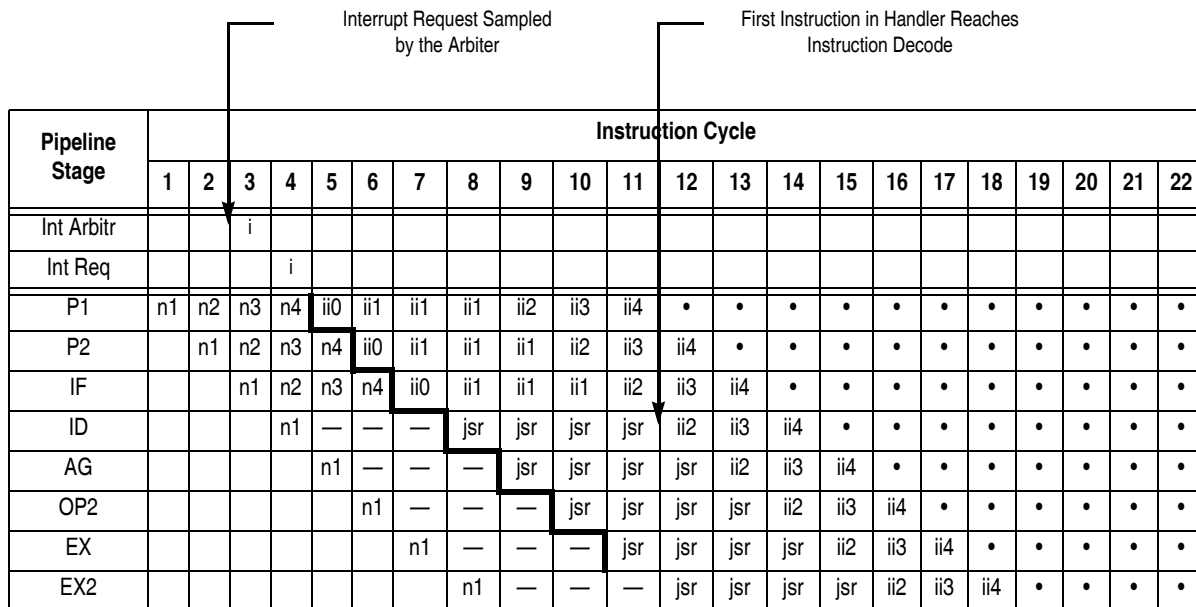 Interrupt Request Sampled
by the Arbiter
First Instruction in Handler Reaches
Instruction Decode
Pipeline
Stage
Instruction Cycle
1 2 3 4 5 6 7 8 9 10 11 12 13 14 15 16 17 18 19 20 21 22
Int Arbitr i
Int Req i
P1 n1 n2 n3 n4 ii0 ii1 ii1 ii1 ii2 ii3 ii4 • • • • • • • • • • •
P2 n1 n2 n3 n4 ii0 ii1 ii1 ii1 ii2 ii3 ii4 • • • • • • • • • •
IF n1 n2 n3 n4 ii0 ii1 ii1 ii1 ii2 ii3 ii4 • • • • • • • • •
ID n1 — — — jsr jsr jsr jsr ii2 ii3 ii4 • • • • • • • •
AG n1 — — — jsr jsr jsr jsr ii2 ii3 ii4 • • • • • • •
OP2 n1 — — — jsr jsr jsr jsr ii2 ii3 ii4 • • • • • •
EX n1 — — — jsr jsr jsr jsr ii2 ii3 ii4 • • • • •
EX2 n1 — — — jsr jsr jsr jsr ii2 ii3 ii4 • • • •